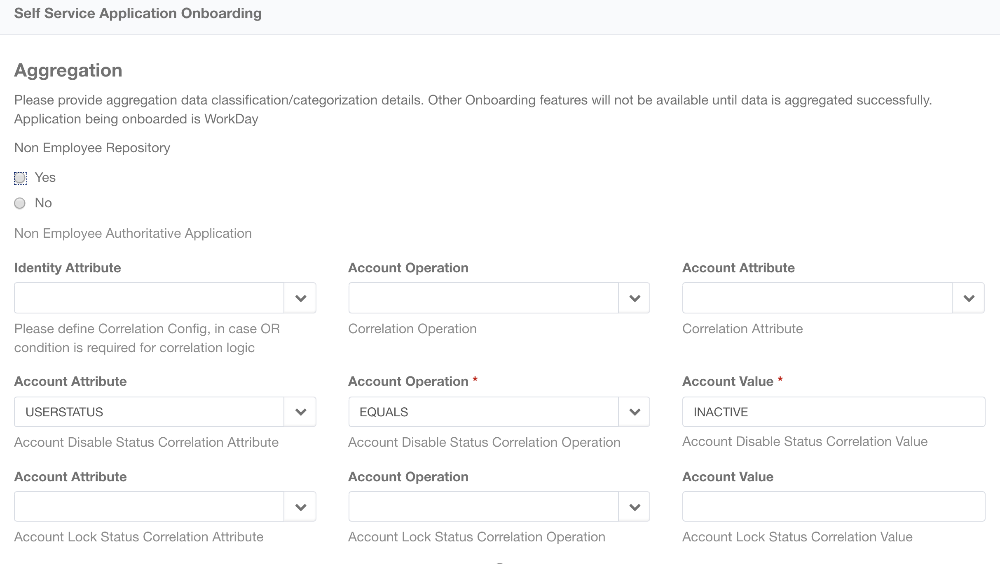 Self Service Application Onboarding
Aggregation
Please provide aggregation data classification/categorization details. Other Onboarding features will not be available until data is aggregated successfully.
Application being onboarded is WorkDay
Non Employee Repository
Yes
No
Non Employee Authoritative Application
Identity Attribute
Account Operation
Account Attribute
Please define Correlation Config, in case OR
condition is required for correlation logic
Correlation Operation
Correlation Attribute
Account Attribute
Account Operation *
Account Value *
USERSTATUS
EQUALS
INACTIVE
Account Disable Status Correlation Attribute
Account Disable Status Correlation Operation
Account Disable Status Correlation Value
Account Attribute
Account Operation
Account Value
Account Lock Status Correlation Attribute
Account Lock Status Correlation Operation
Account Lock Status Correlation Value